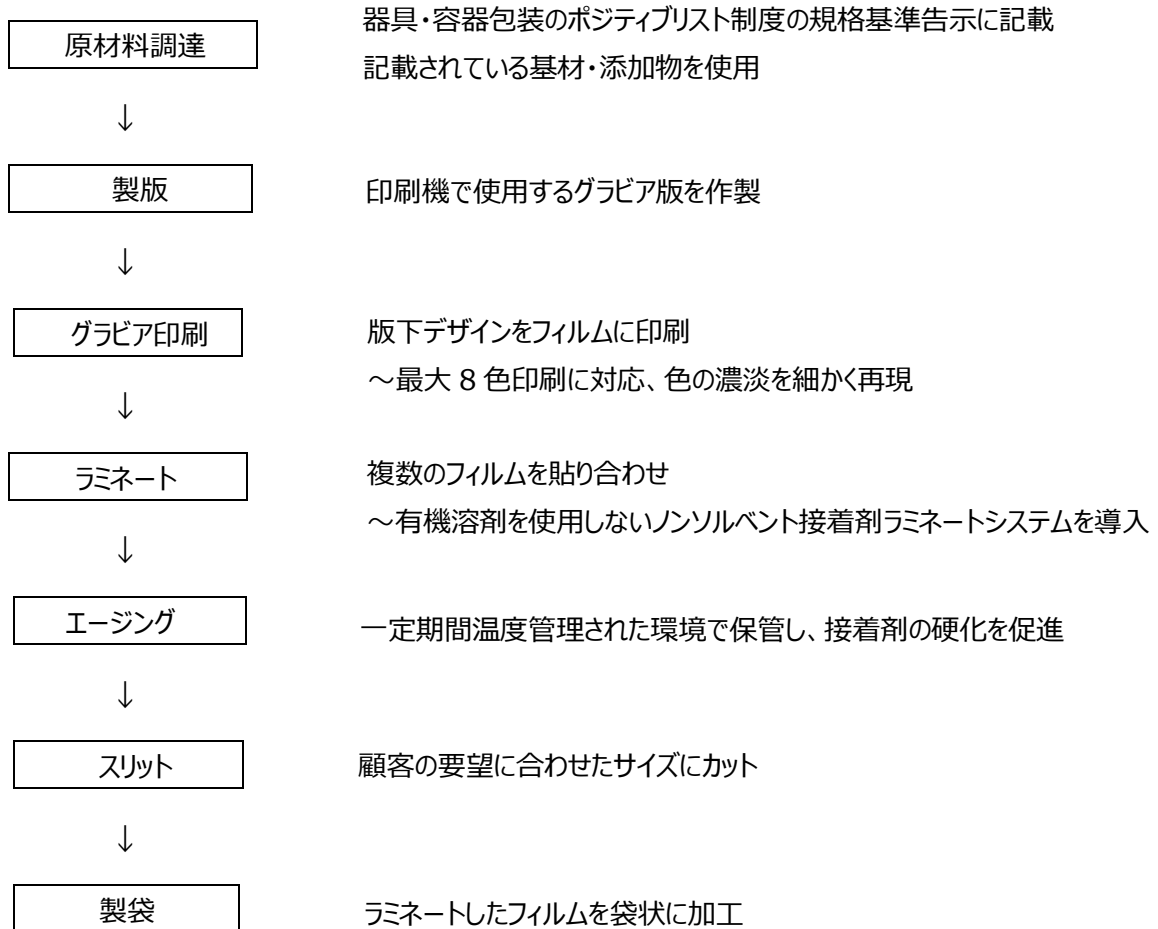 原材料調達
器具・容器包装のポジティブリスト制度の規格基準告示に記載
記載されている基材・添加物を使用
↓
製版
印刷機で使用するグラビア版を作製
↓
グラビア印刷
版下デザインをフィルムに印刷
～最大 8 色印刷に対応、色の濃淡を細かく再現
↓
ラミネート
複数のフィルムを貼り合わせ
～有機溶剤を使用しないノンソルベント接着剤ラミネートシステムを導入
↓
エージング
一定期間温度管理された環境で保管し、接着剤の硬化を促進
↓
スリット
顧客の要望に合わせたサイズにカット
↓
製袋
ラミネートしたフィルムを袋状に加工